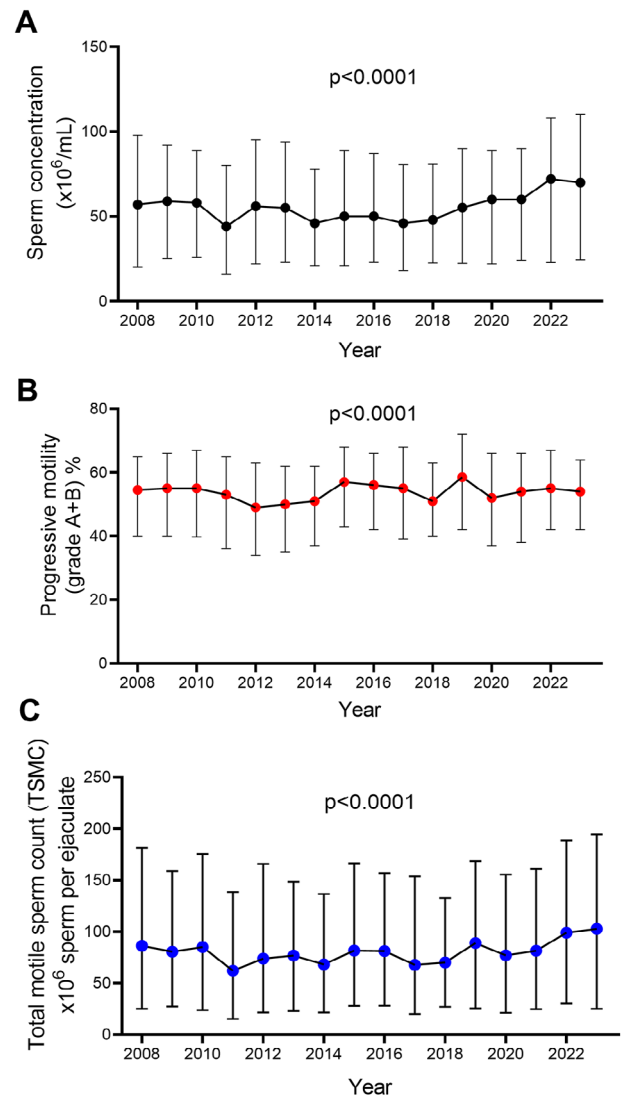 A
Sperm concentration
(x10⁶/mL)
150
100
50
0
p<0.0001
2008 2010 2012 2014 2016 2018 2020 2022
Year
B
Progressive motility
(grade A+B) %
80
60
40
20
0
p<0.0001
2008 2010 2012 2014 2016 2018 2020 2022
Year
C
Total motile sperm count (TSMC)
x10⁶ sperm per ejaculate
250
200
150
100
50
0
p<0.0001
2008 2010 2012 2014 2016 2018 2020 2022
Year